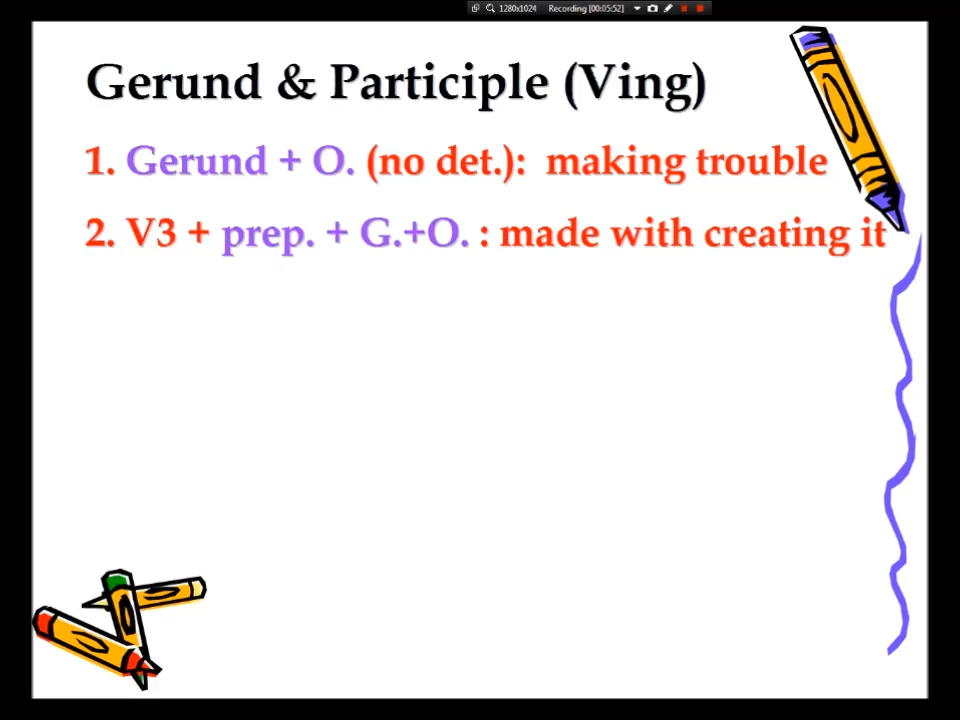 1280x1024 Recording [00:05:52]
Gerund & Participle (Ving)
1. Gerund + O. (no det.): making trouble
2. V3 + prep. + G.+O. : made with creating it